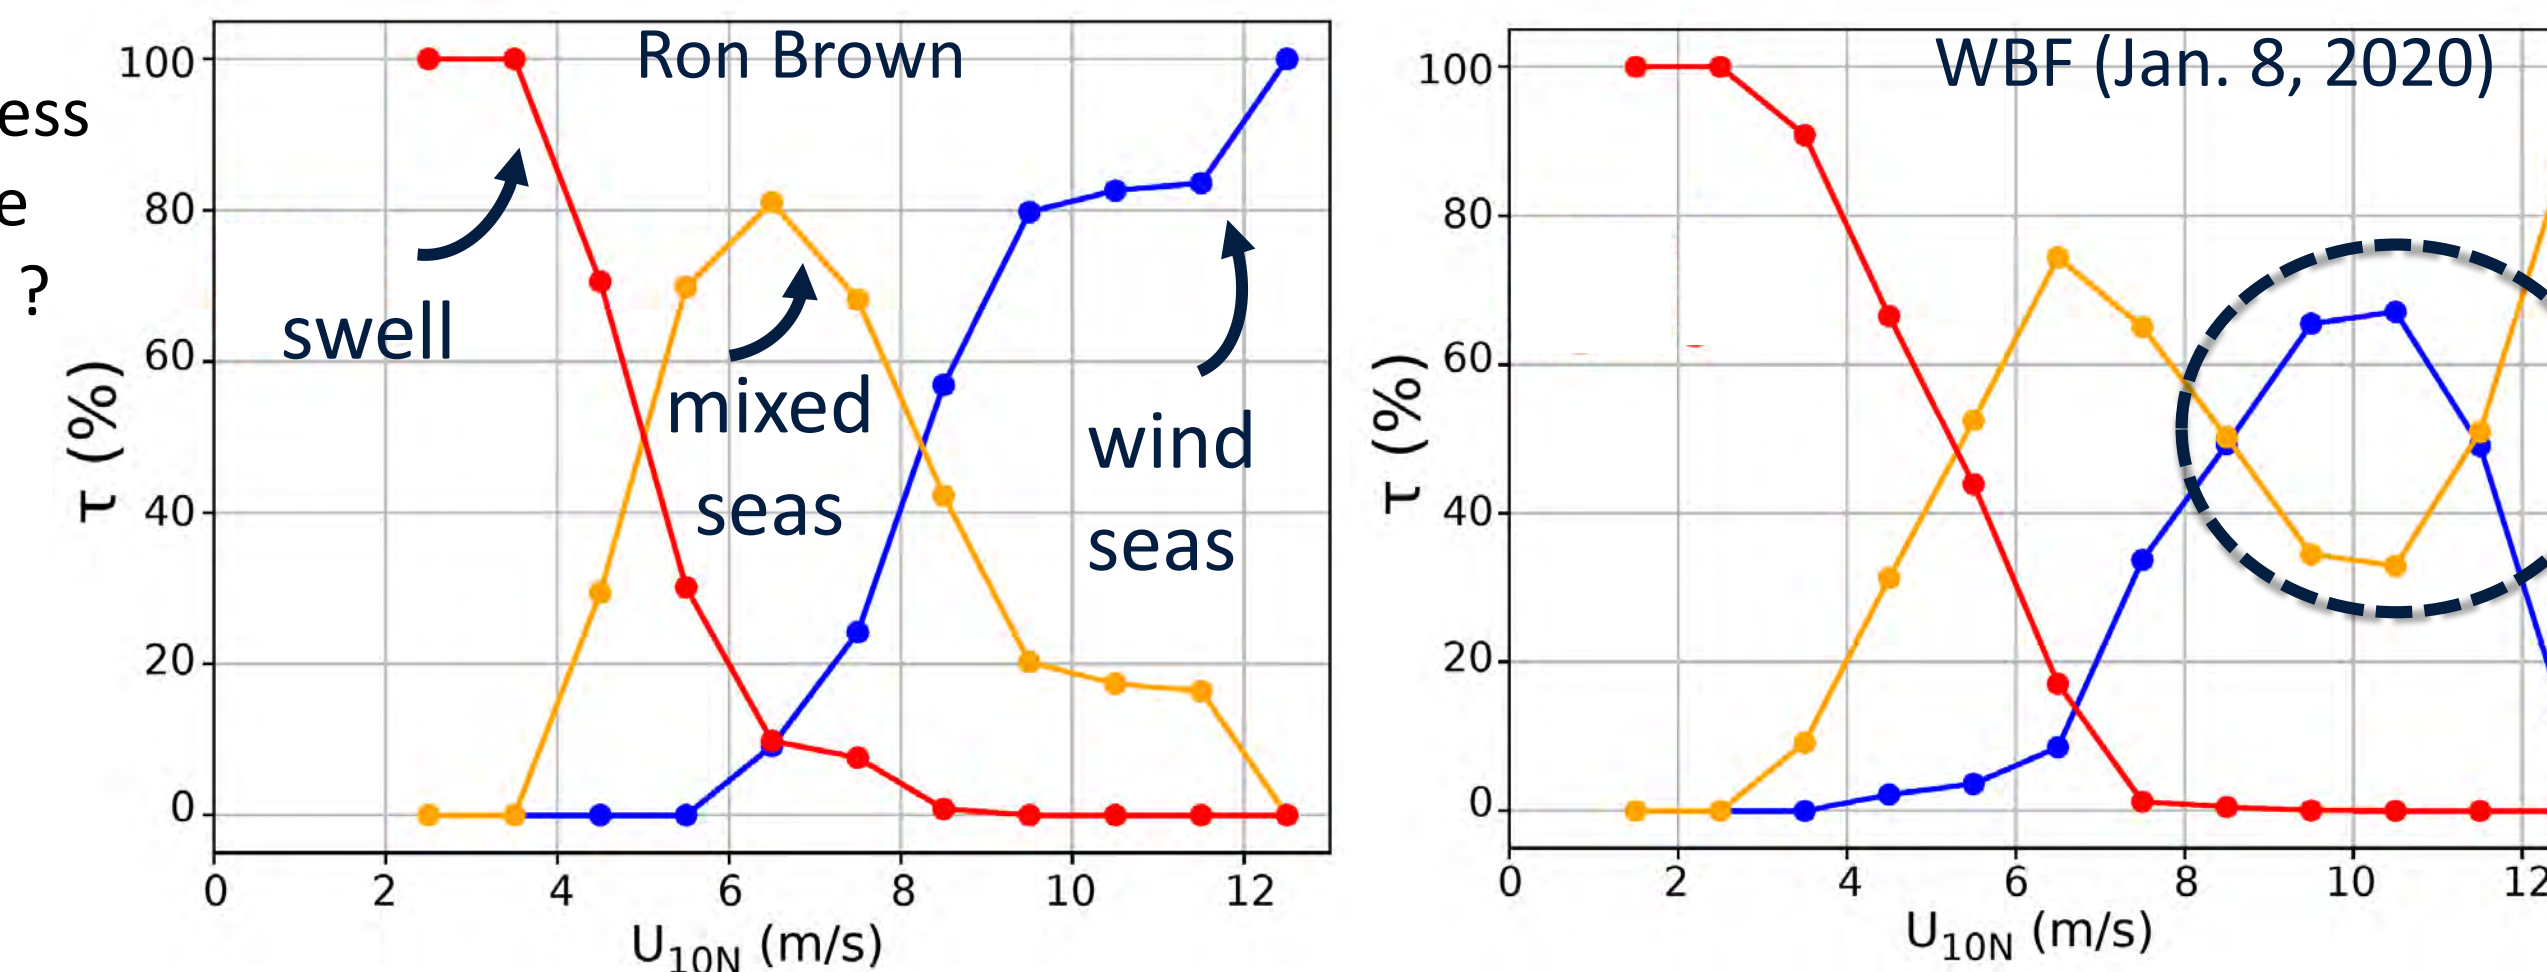 ess
e
?
Ron Brown
100
80
60
40
20
0
τ (%)
swell
mixed
seas
wind
seas
0 2 4 6 8 10 12
U10N (m/s)
WBF (Jan. 8, 2020)
100
80
60
40
20
0
τ (%)
0 2 4 6 8 10 12
U10N (m/s)